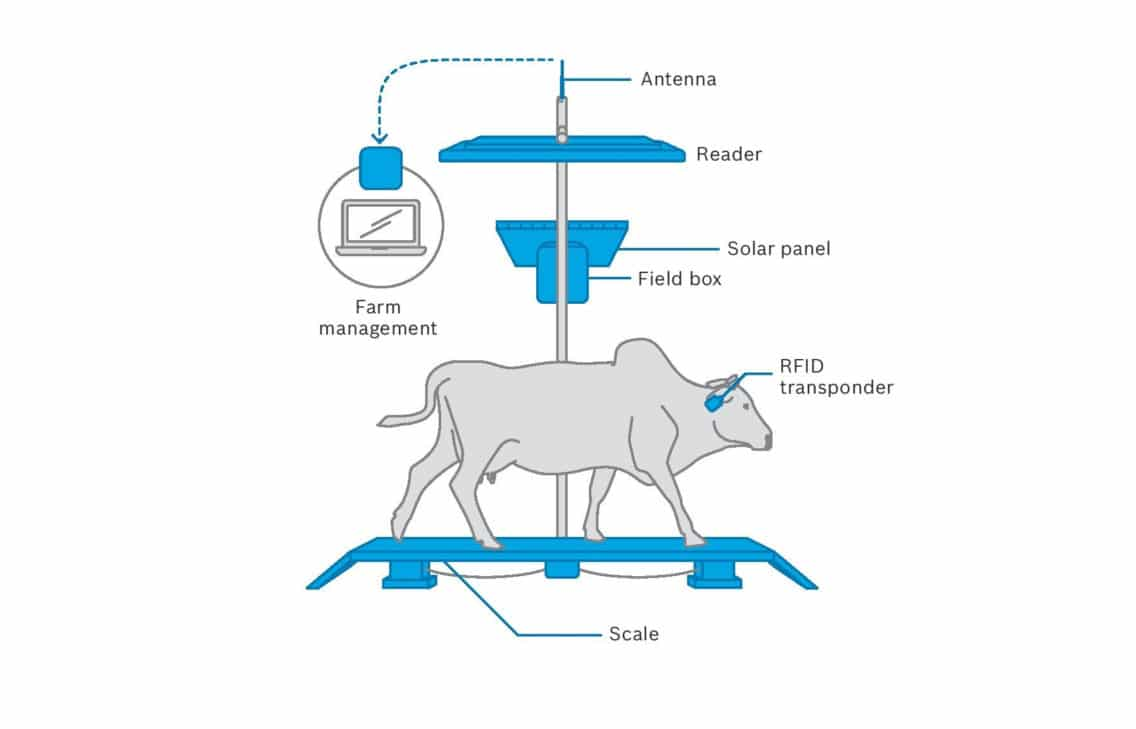 Antenna
Reader
Solar panel
Field box
Farm
management
RFID
transponder
Scale